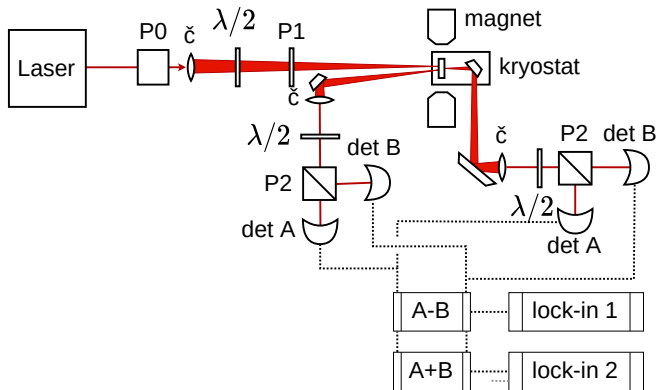 magnet
P0
λ/2
P1
č
Laser
kryostat
č
λ/2
det B
P2
det A
č
P2
det B
λ/2
det A
A-B
lock-in 1
A+B
lock-in 2